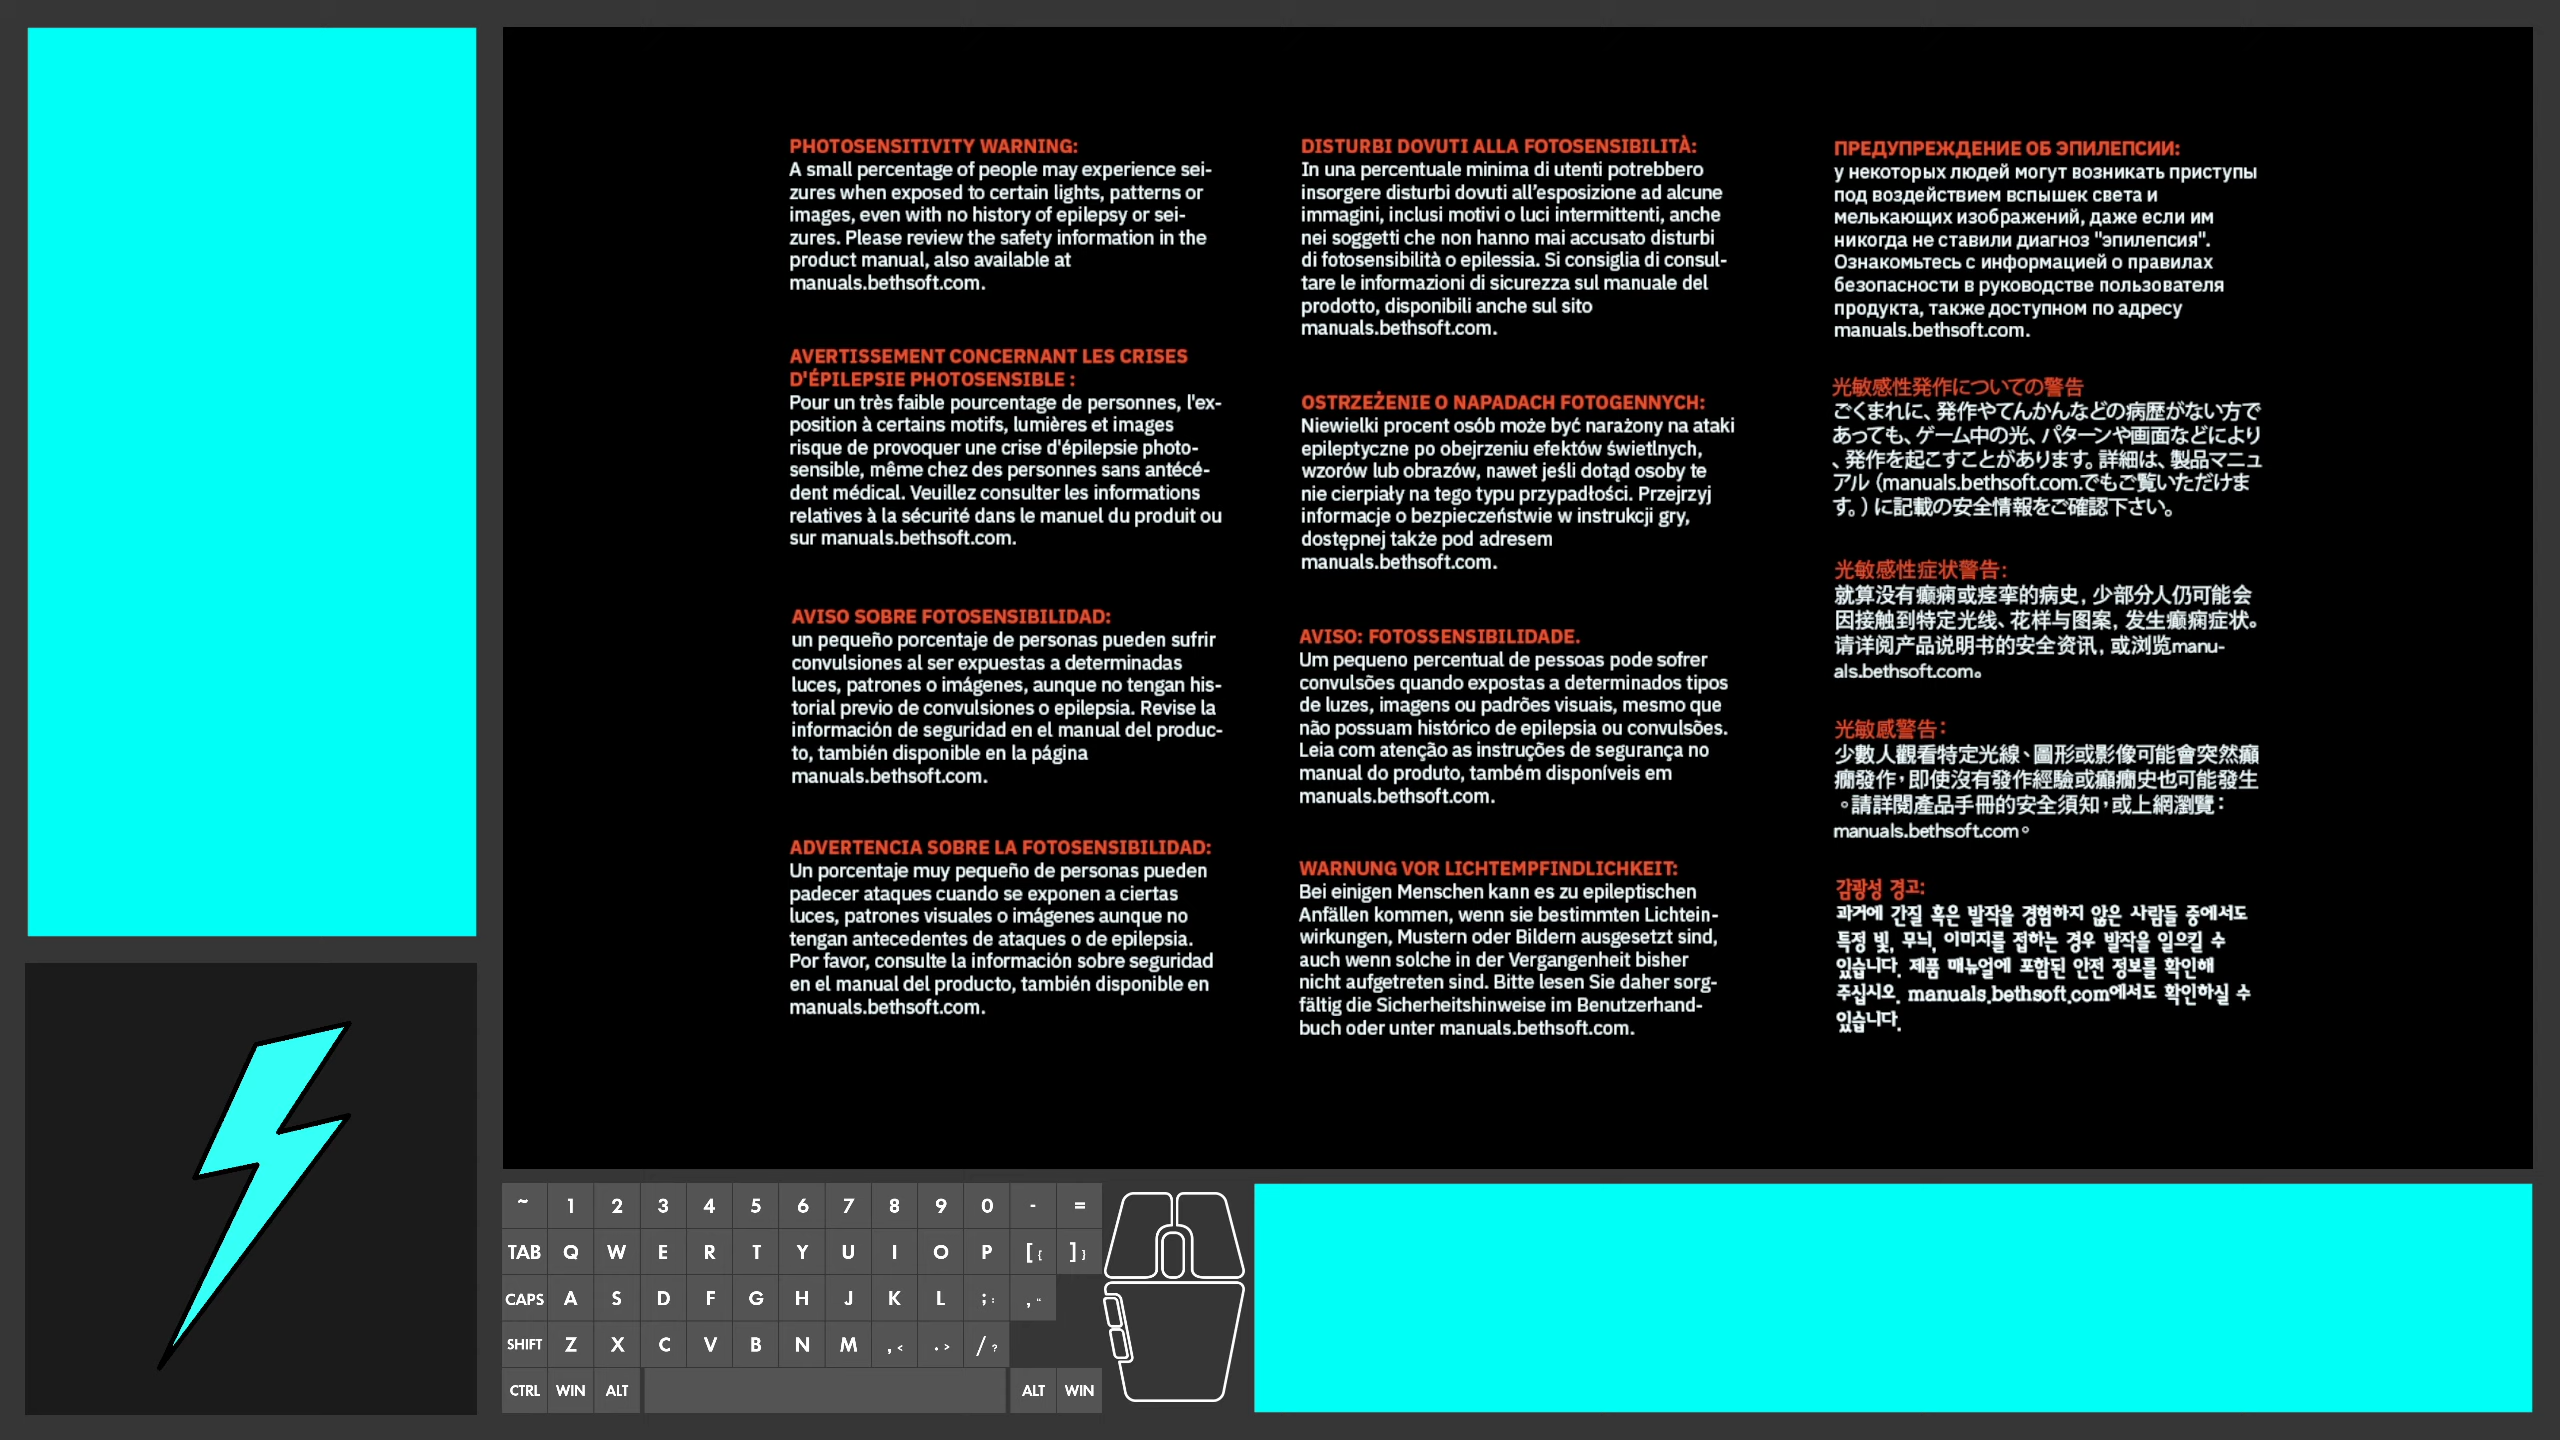 PHOTOSENSITIVITY WARNING:
A small percentage of people may experience sei-
zures when exposed to certain lights, patterns or
images, even with no history of epilepsy or sei-
zures. Please review the safety information in the
product manual, also available at
manuals.bethsoft.com.
AVERTISSEMENT CONCERNANT LES CRISES
D'ÉPILEPSIE PHOTOSENSIBLE :
Pour un très faible pourcentage de personnes, l'ex-
position à certains motifs, lumières et images
risque de provoquer une crise d'épilepsie photo-
sensible, même chez des personnes sans antécé-
dent médical. Veuillez consulter les informations
relatives à la sécurité dans le manuel du produit ou
sur manuals.bethsoft.com.
AVISO SOBRE FOTOSENSIBILIDAD:
un pequeño porcentaje de personas pueden sufrir
convulsiones al ser expuestas a determinadas
luces, patrones o imágenes, aunque no tengan his-
torial previo de convulsiones o epilepsia. Revise la
información de seguridad en el manual del produc-
to, también disponible en la página
manuals.bethsoft.com.
ADVERTENCIA SOBRE LA FOTOSENSIBILIDAD:
Un porcentaje muy pequeño de personas pueden
padecer ataques cuando se exponen a ciertas
luces, patrones visuales o imágenes aunque no
tengan antecedentes de ataques o de epilepsia.
Por favor, consulte la información sobre seguridad
en el manual del producto, también disponible en
manuals.bethsoft.com.
DISTURBI DOVUTI ALLA FOTOSENSIBILITÀ:
In una percentuale minima di utenti potrebbero
insorgere disturbi dovuti all’esposizione ad alcune
immagini, inclusi motivi o luci intermittenti, anche
nei soggetti che non hanno mai accusato disturbi
di fotosensibilità o epilessia. Si consiglia di consul-
tare le informazioni di sicurezza sul manuale del
prodotto, disponibili anche sul sito
manuals.bethsoft.com.
OSTRZEŻENIE O NAPADACH FOTOGENNYCH:
Niewielki procent osób może być narażony na ataki
epileptyczne po obejrzeniu efektów świetlnych,
wzorów lub obrazów, nawet jeśli dotąd osoby te
nie cierpiały na tego typu przypadłości. Przejrzyj
informacje o bezpieczeństwie w instrukcji gry,
dostępnej także pod adresem
manuals.bethsoft.com.
AVISO: FOTOSSENSIBILIDADE.
Um pequeno percentual de pessoas pode sofrer
convulsões quando expostas a determinados tipos
de luzes, imagens ou padrões visuais, mesmo que
não possuam histórico de epilepsia ou convulsões.
Leia com atenção as instruções de segurança no
manual do produto, também disponíveis em
manuals.bethsoft.com.
WARNUNG VOR LICHTEMPFINDLICHKEIT:
Bei einigen Menschen kann es zu epileptischen
Anfällen kommen, wenn sie bestimmten Lichtein-
wirkungen, Mustern oder Bildern ausgesetzt sind,
auch wenn solche in der Vergangenheit bisher
nicht aufgetreten sind. Bitte lesen Sie daher sorg-
fältig die Sicherheitshinweise im Benutzerhand-
buch oder unter manuals.bethsoft.com.
ПРЕДУПРЕЖДЕНИЕ ОБ ЭПИЛЕПСИИ:
у некоторых людей могут возникать приступы
под воздействием вспышек света и
мелькающих изображений, даже если им
никогда не ставили диагноз "эпилепсия".
Ознакомьтесь с информацией о правилах
безопасности в руководстве пользователя
продукта, также доступном по адресу
manuals.bethsoft.com.
光敏感性発作についての警告
ごくまれに、発作やてんかんなどの病歴がない方で
あっても、ゲーム中の光、パターンや画面などにより
、発作を起こすことがあります。詳細は、製品マニュ
アル（manuals.bethsoft.com.でもご覧いただけま
す。）に記載の安全情報をご確認下さい。
光敏感性症状警告：
就算没有癫痫或痉挛的病史，少部分人仍可能会
因接触到特定光线、花样与图案，发生癫痫症状。
请详阅产品说明书的安全资讯，或浏览manu-
als.bethsoft.com。
光敏感警告：
少數人觀看特定光線、圖形或影像可能會突然癲
癇發作，即使沒有發作經驗或癲癇史也可能發生
。請詳閱產品手冊的安全須知，或上網瀏覽：
manuals.bethsoft.com。
감광성 경고:
과거에 간질 혹은 발작을 경험하지 않은 사람들 중에서도
특정 빛, 무늬, 이미지를 접하는 경우 발작을 일으킬 수
있습니다. 제품 매뉴얼에 포함된 안전 정보를 확인해
주십시오. manuals.bethsoft.com에서도 확인하실 수
있습니다.
~ 1 2 3 4 5 6 7 8 9 0 - =
TAB Q W E R T Y U I O P [ { ] ]
CAPS A S D F G H J K L ; : , "
SHIFT Z X C V B N M , < . > / ?
CTRL WIN ALT ALT WIN